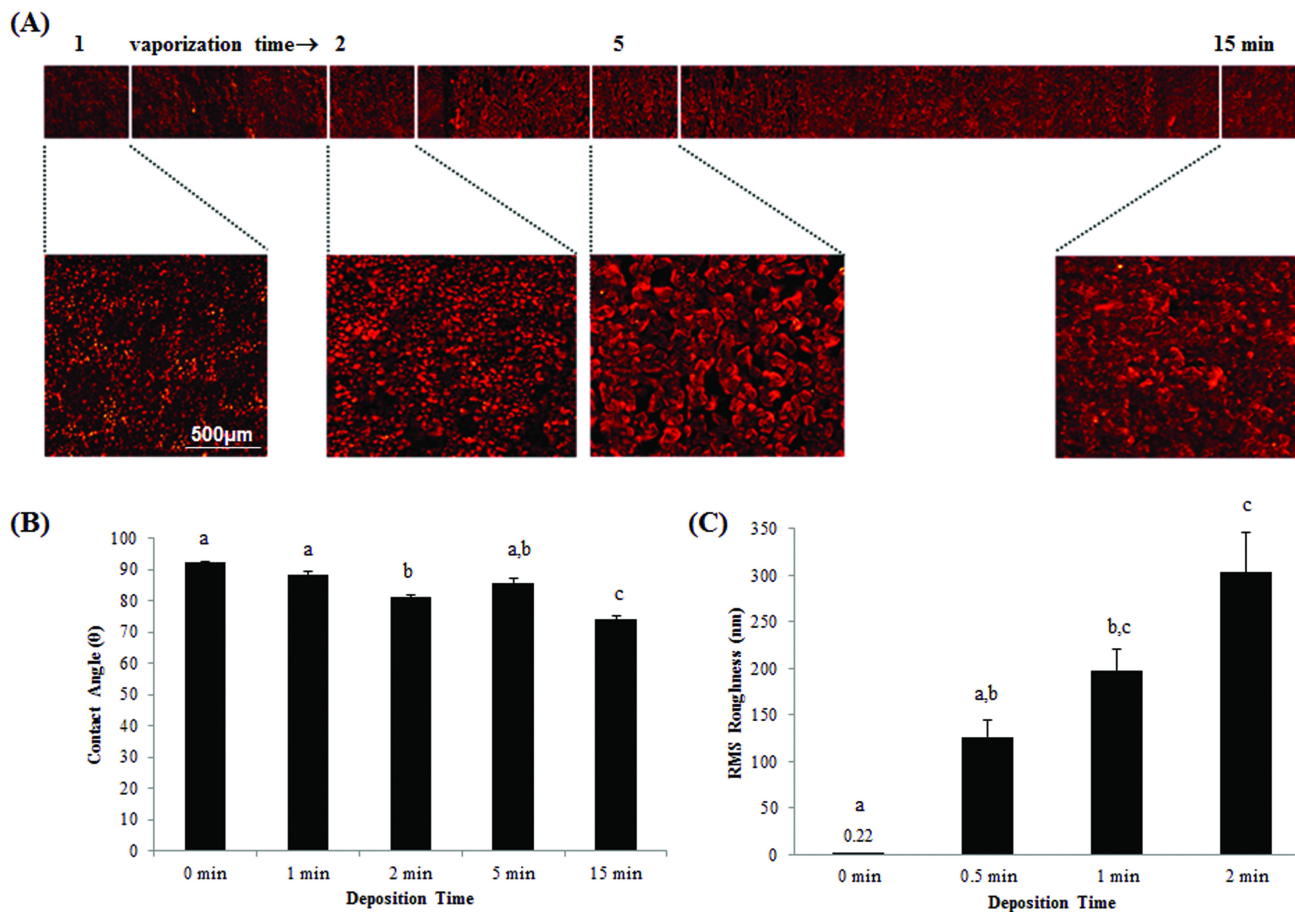 (A)
1 vaporization time→ 2 5 15 min
500µm
(B)
100
90
80
70
60
50
40
30
20
10
0
Contact Angle (θ)
a
a
b
a,b
c
0 min 1 min 2 min 5 min 15 min
Deposition Time
(C)
350
300
250
200
150
100
50
0
RMS Roughness (nm)
a
0.22
a,b
b,c
c
0 min 0.5 min 1 min 2 min
Deposition Time